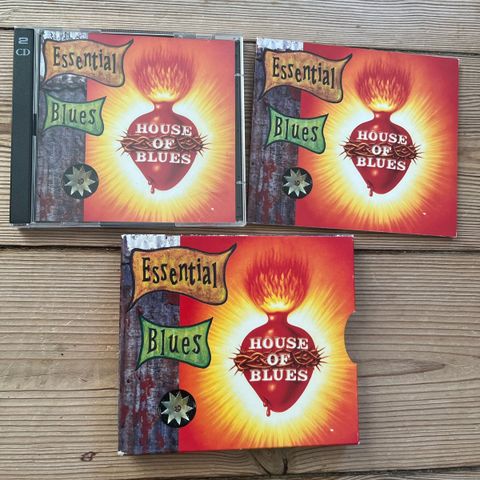 2
CD
Essential
Blues
HOUSE
OF
BLUES
Essential
Blues
HOUSE
OF
BLUES
Essential
Blues
HOUSE
OF
BLUES